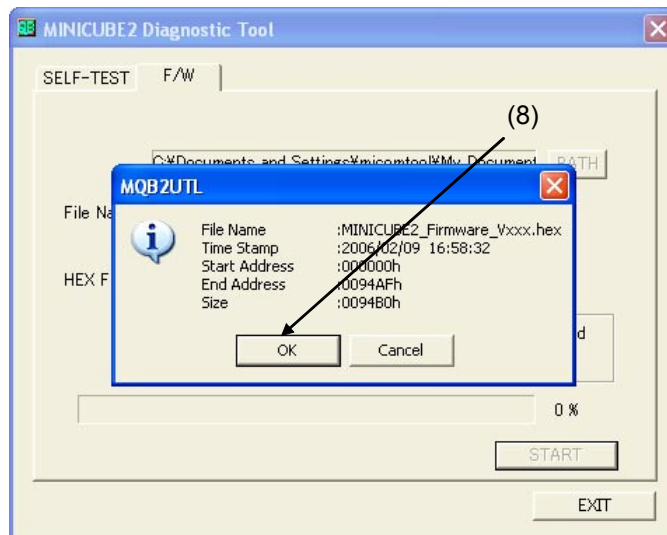 MINICUBE2 Diagnostic Tool
SELF-TEST F/W
(8)
C:¥Documents and Settings¥micomtool¥My Document PATH
MQB2UTL
File Na
File Name :MINICUBE2_Firmware_Vxxx.hex
Time Stamp :2006/02/09 16:58:32
Start Address :000000h
HEX F
End Address :0094AFh
Size :0094B0h
d
OK Cancel
0 %
START
EXIT